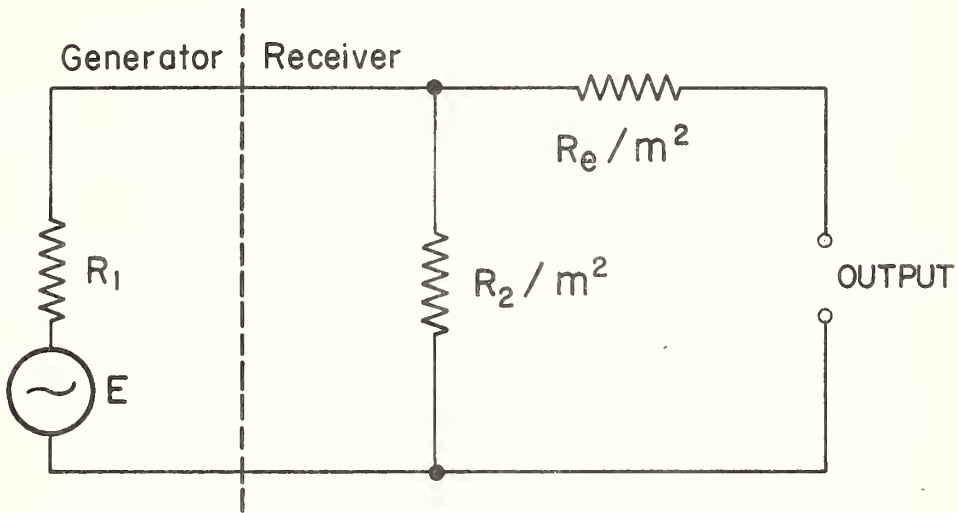 Generator Receiver
Rₑ/m²
R₁
R₂/m²
OUTPUT
E